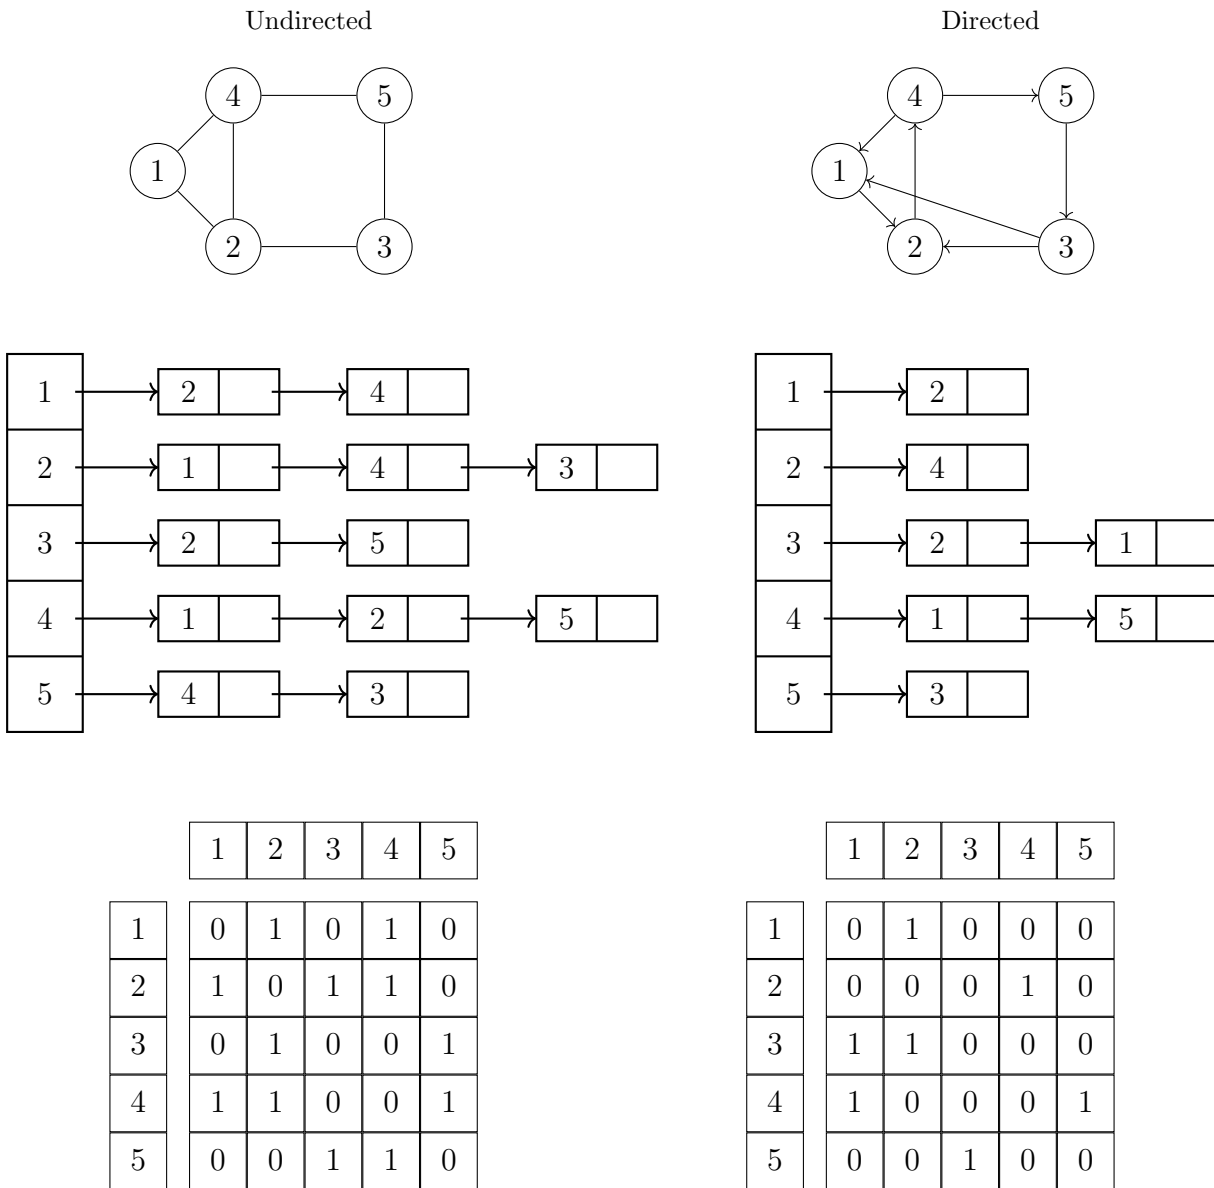 Undirected Directed
4 5 4 5
1 1
2 3 2 3
1 2 4 1 2
2 1 4 3 2 4
3 2 5 3 2 1
4 1 2 5 4 1 5
5 4 3 5 3
1 2 3 4 5 1 2 3 4 5
1 0 1 0 1 0 1 0 1 0 0 0
2 1 0 1 1 0 2 0 0 0 1 0
3 0 1 0 0 1 3 1 1 0 0 0
4 1 1 0 0 1 4 1 0 0 0 1
5 0 0 1 1 0 5 0 0 1 0 0